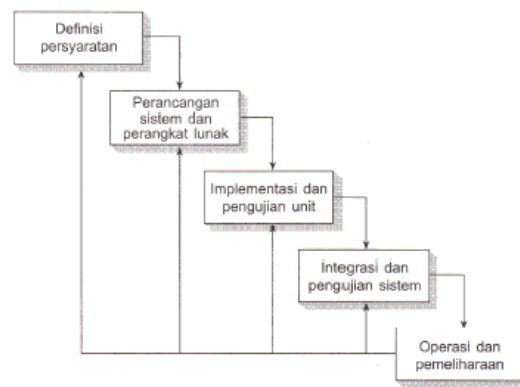 Definisi
persyaratan
Perancangan
sistem dan
perangkat lunak
Implementasi dan
pengujian unit
Integrasi dan
pengujian sistem
Operasi dan
pemeliharaan